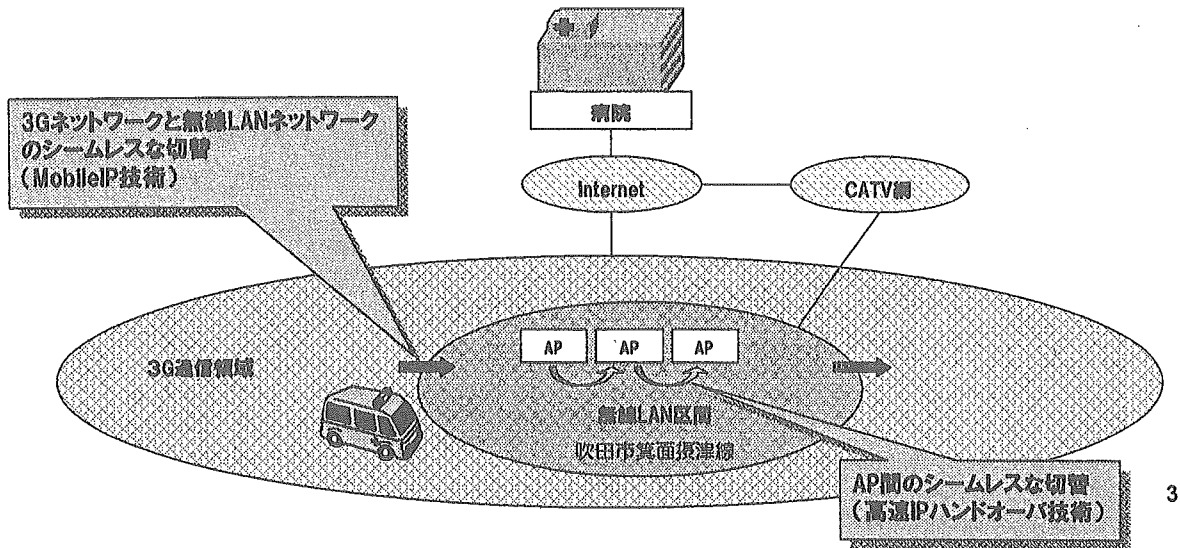 病院
3Gネットワークと無線LANネットワーク
のシームレスな切替
(MobileIP技術)
Internet
CATV網
3G通信領域
AP
AP
AP
無線LAN区間
吹田市箕面摂津線
AP間のシームレスな切替
(高速IPハンドオーバ技術)
3